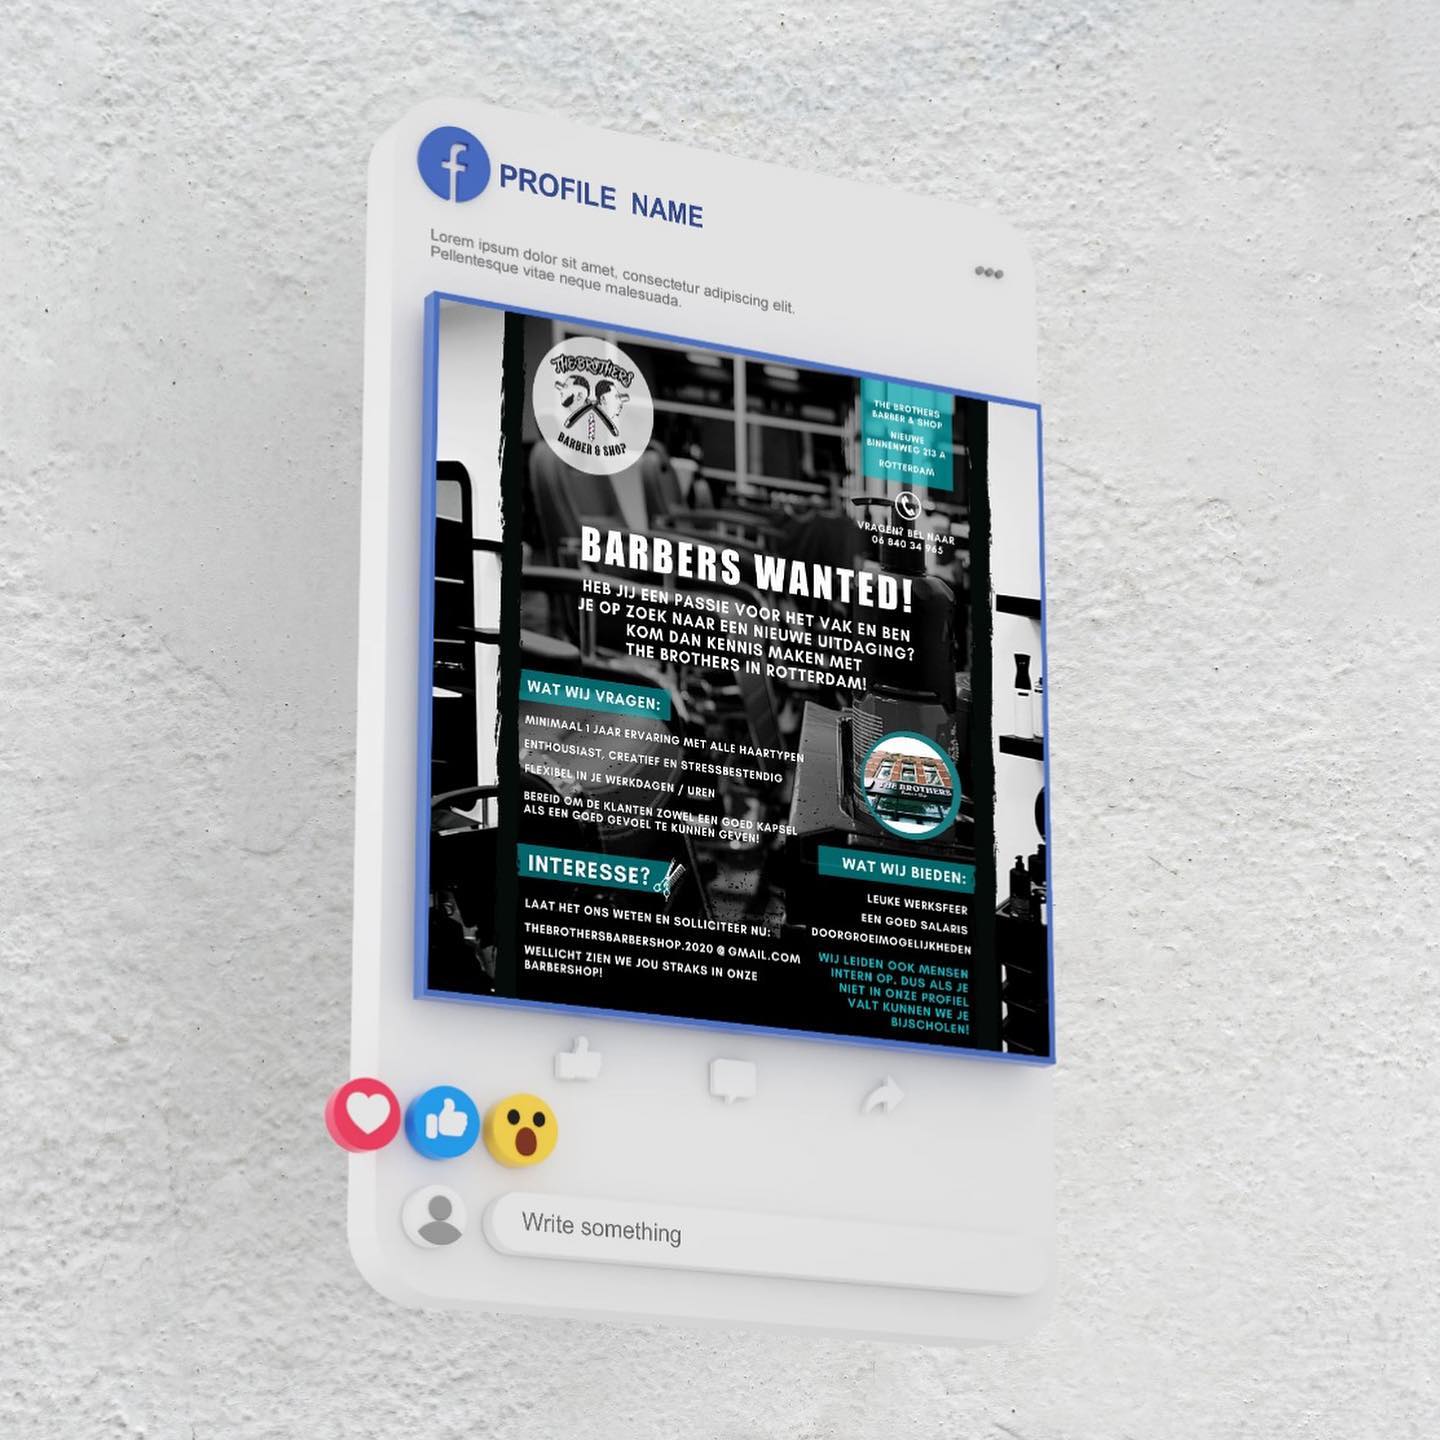 PROFILE NAME
Lorem ipsum dolor sit amet, consectetur adipiscing elit.
Pellentesque vitae neque malesuada.
THE BROTHERS
BARBER & SHOP
THE BROTHERS
BARBER & SHOP
NIEUWE
BINNENWEG 213 A
ROTTERDAM
VRAGEN? BEL NAAR
06 840 34 965
BARBERS WANTED!
HEB JIJ EEN PASSIE VOOR HET VAK EN BEN
JE OP ZOEK NAAR EEN NIEUWE UITDAGING?
KOM DAN KENNIS MAKEN MET
THE BROTHERS IN ROTTERDAM!
WAT WIJ VRAGEN:
MINIMAAL 1 JAAR ERVARING MET ALLE HAARTYPEN
ENTHOUSIAST, CREATIEF EN STRESSBESTENDIG
FLEXIBEL IN JE WERKDAGEN / UREN
BEREID OM DE KLANTEN ZOWEL EEN GOED KAPSEL
ALS EEN GOED GEVOEL TE KUNNEN GEVEN!
THE BROTHERS
INTERESSE?
LAAT HET ONS WETEN EN SOLLICITEER NU:
THEBROTHERSBARBERSHOP.2020 @ GMAIL.COM
WELLICHT ZIEN WE JOU STRAKS IN ONZE
BARBERSHOP!
WAT WIJ BIEDEN:
LEUKE WERKSFEER
EEN GOED SALARIS
DOORGROEIMOGELIJKHEDEN
WIJ LEIDEN OOK MENSEN
INTERN OP. DUS ALS JE
NIET IN ONZE PROFIEL
VALT KUNNEN WE JE
BIJSCHOLEN!
Write something